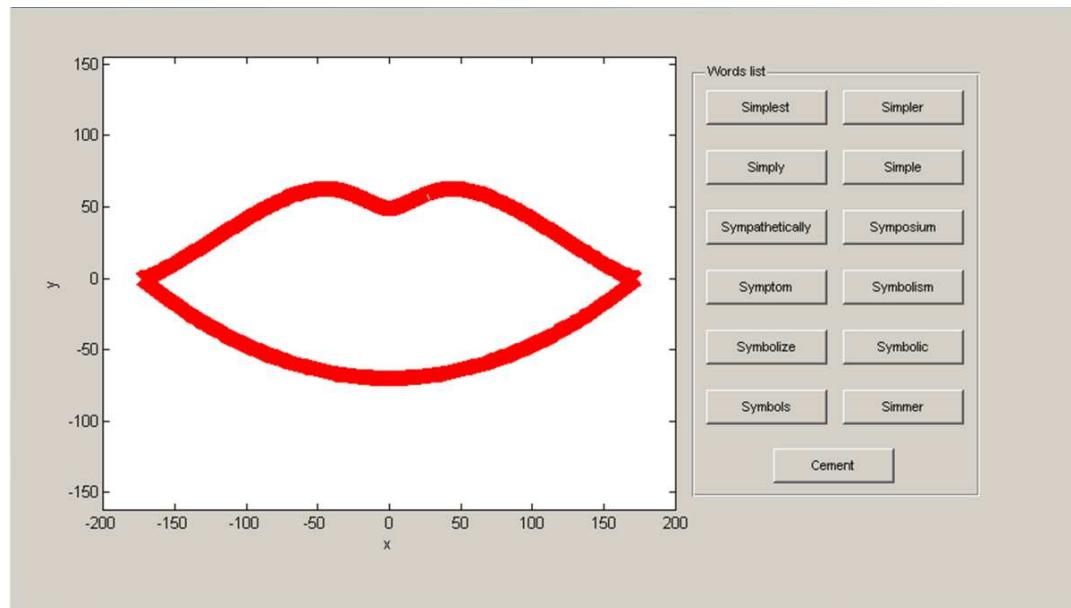 150
100
50
0
-50
-100
-150
y
-200 -150 -100 -50 0 50 100 150 200
x
Words list
Simplest Simpler
Simply Simple
Sympathetically Symposium
Symptom Symbolism
Symbolize Symbolic
Symbols Simmer
Cement